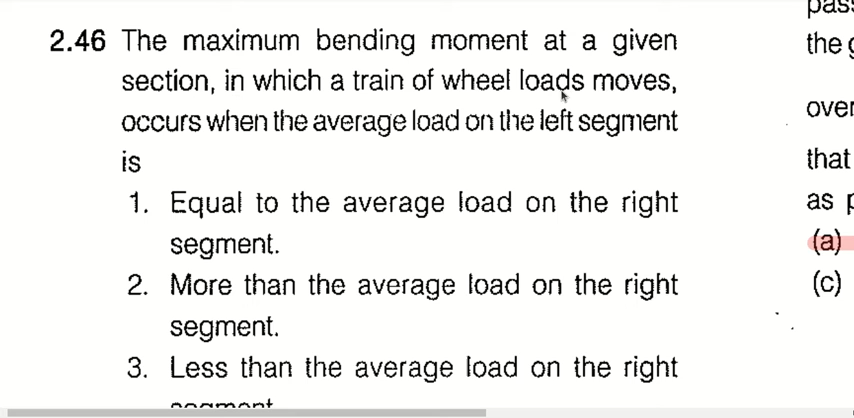 2.46 The maximum bending moment at a given
section, in which a train of wheel loads moves,
occurs when the average load on the left segment
is
1. Equal to the average load on the right
segment.
2. More than the average load on the right
segment.
3. Less than the average load on the right
the
over
that
as
(a)
(c)